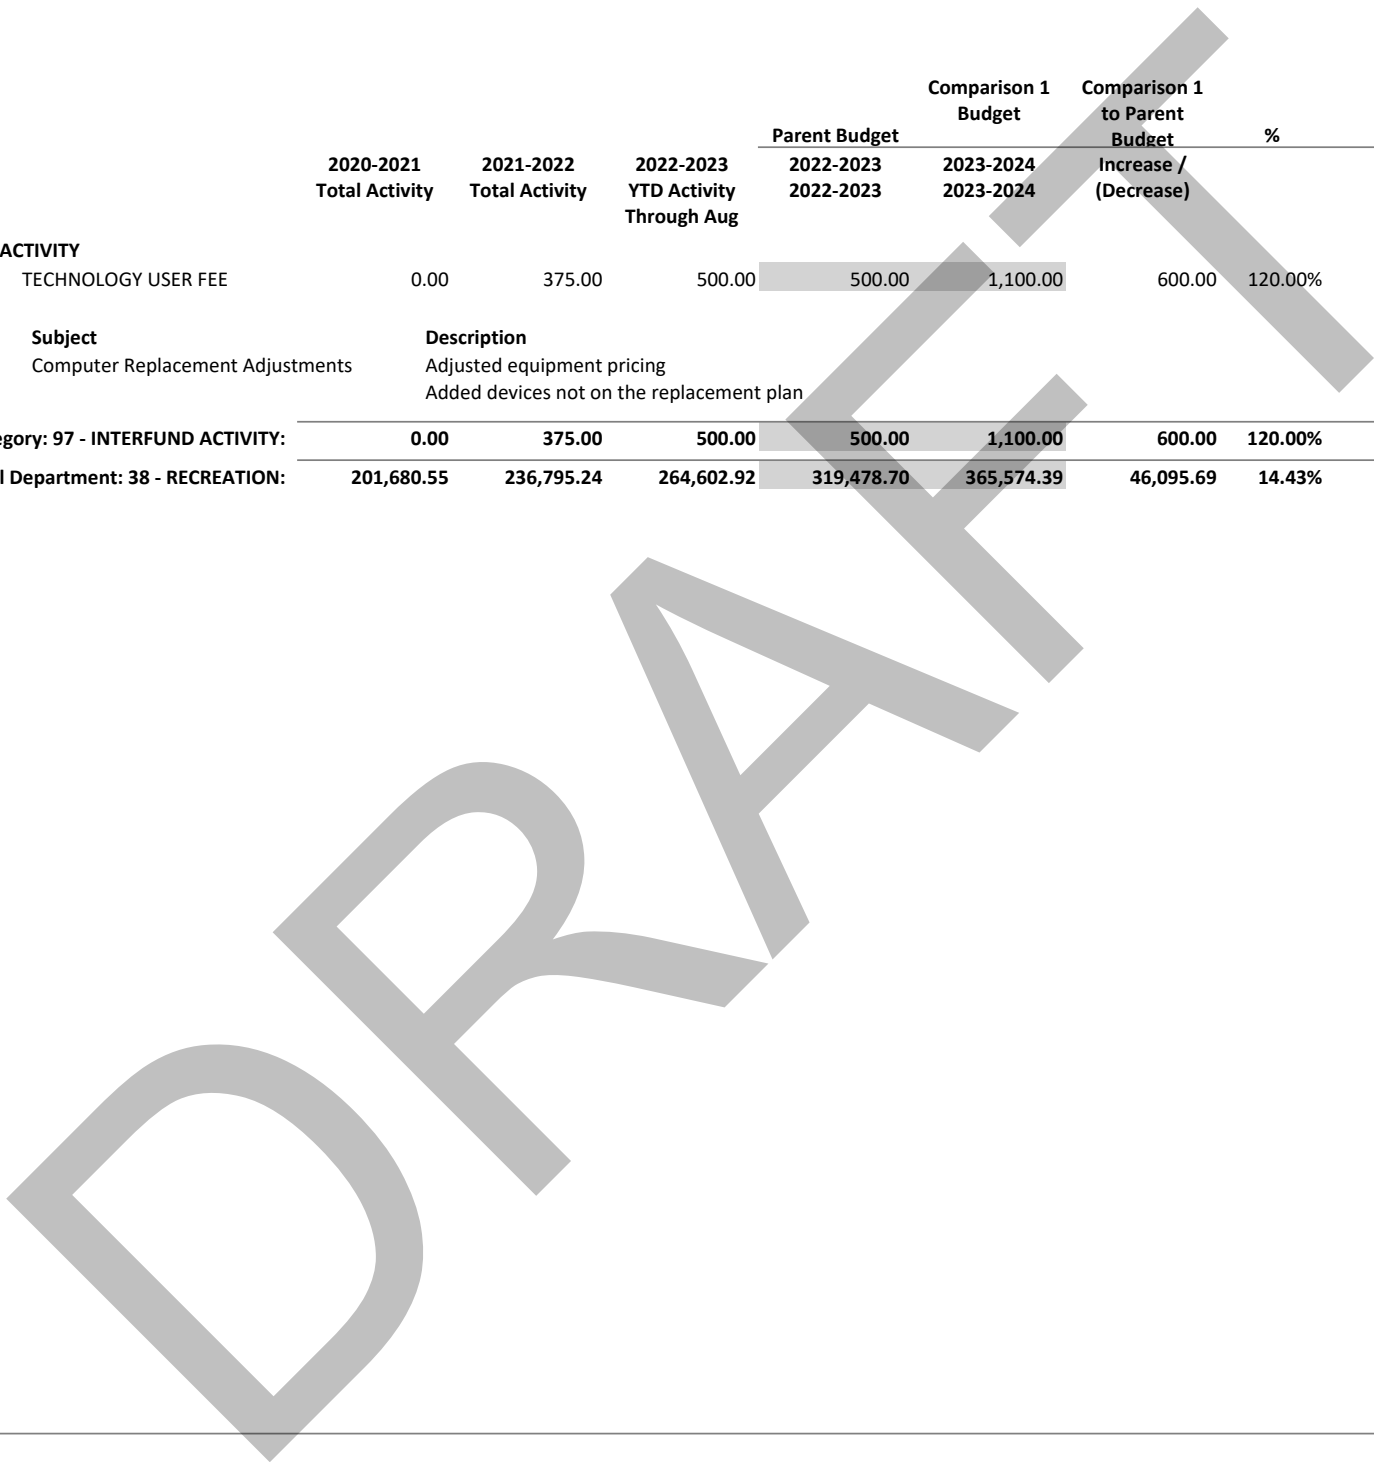 Comparison 1 Comparison 1
Budget to Parent
Parent Budget Budget %
2020-2021 2021-2022 2022-2023 2022-2023 2023-2024 Increase /
Total Activity Total Activity YTD Activity 2022-2023 2023-2024 (Decrease)
Through Aug
ACTIVITY
TECHNOLOGY USER FEE 0.00 375.00 500.00 500.00 1,100.00 600.00 120.00%
Subject Description
Computer Replacement Adjustments Adjusted equipment pricing
Added devices not on the replacement plan
egory: 97 - INTERFUND ACTIVITY: 0.00 375.00 500.00 500.00 1,100.00 600.00 120.00%
l Department: 38 - RECREATION: 201,680.55 236,795.24 264,602.92 319,478.70 365,574.39 46,095.69 14.43%
DRAFT